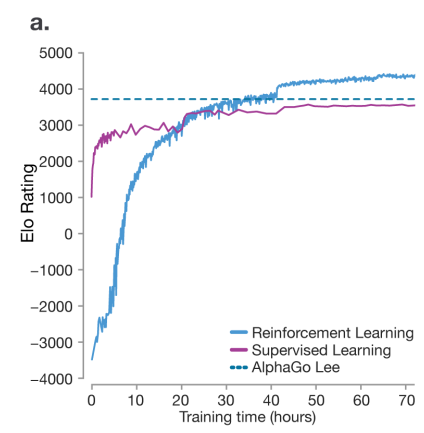 a.
5000
4000
3000
2000
1000
0
−1000
−2000
−3000
−4000
Elo Rating
Reinforcement Learning
Supervised Learning
AlphaGo Lee
0 10 20 30 40 50 60 70
Training time (hours)